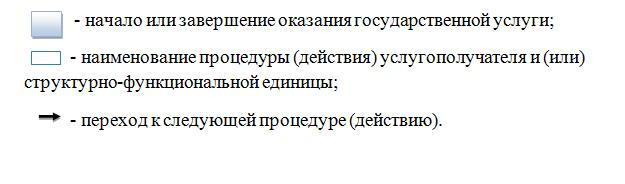 - начало или завершение оказания государственной услуги;
- наименование процедуры (действия) услугополучателя и (или)
структурно-функциональной единицы;
- переход к следующей процедуре (действию).